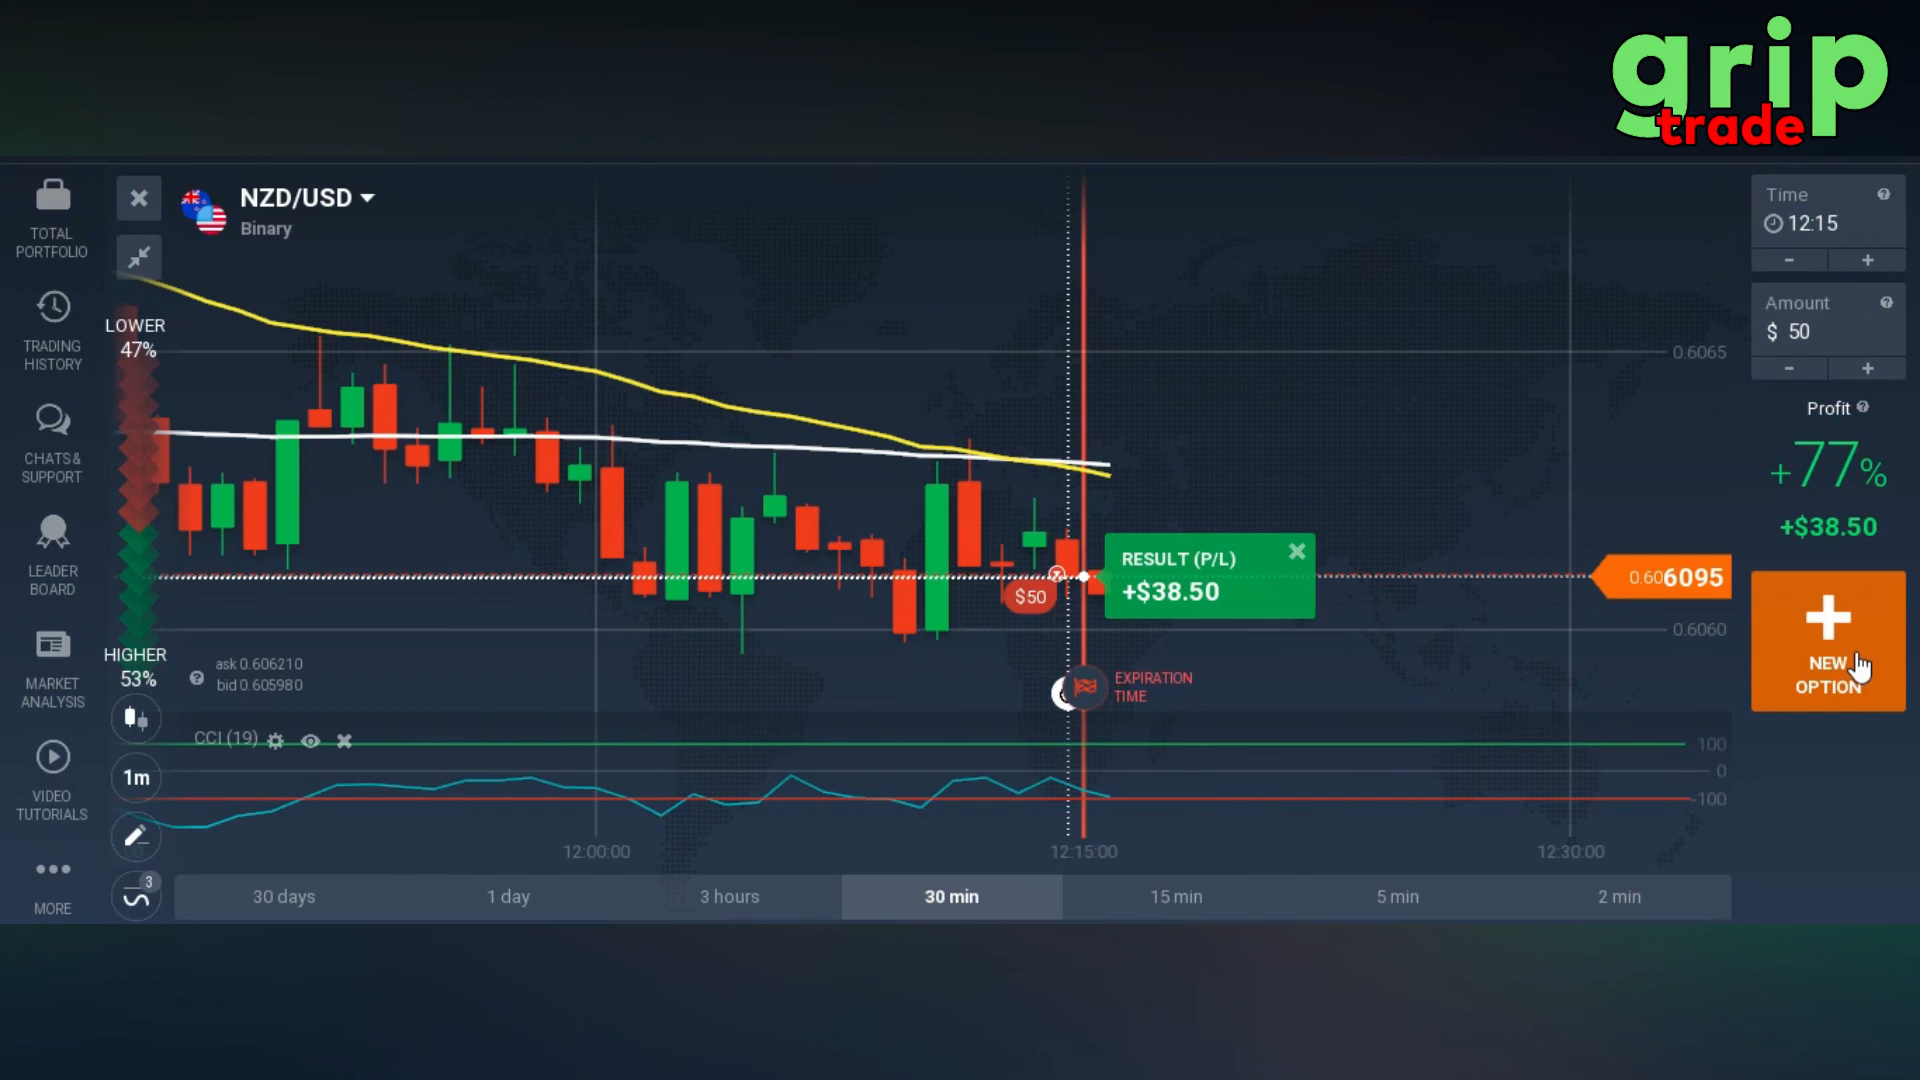 grip
trade
TOTAL
PORTFOLIO
TRADING
HISTORY
CHATS &
SUPPORT
LEADER
BOARD
MARKET
ANALYSIS
VIDEO
TUTORIALS
MORE
NZD/USD
Binary
LOWER
47%
HIGHER
53%
ask 0.606210
bid 0.605980
0.6065
0.606095
0.6060
$50
RESULT (P/L)
+$38.50
EXPIRATION
TIME
CCI (19)
100
0
-100
1m
3
12:00:00
12:15:00
12:30:00
30 days
1 day
3 hours
30 min
15 min
5 min
2 min
Time
12:15
- +
Amount
$ 50
- +
Profit
+77%
+$38.50
NEW
OPTION